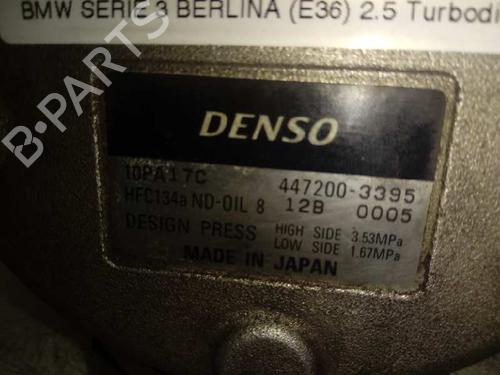 BMW SERIE 3 BERLINA (E36) 2.5 Turbodi
B-PARTS
DENSO
10PA17C 447200-3395
HFC134a ND-OIL 8 12B 0005
DESIGN PRESS HIGH SIDE 3.53MPa
LOW SIDE 1.67MPa
MADE IN JAPAN